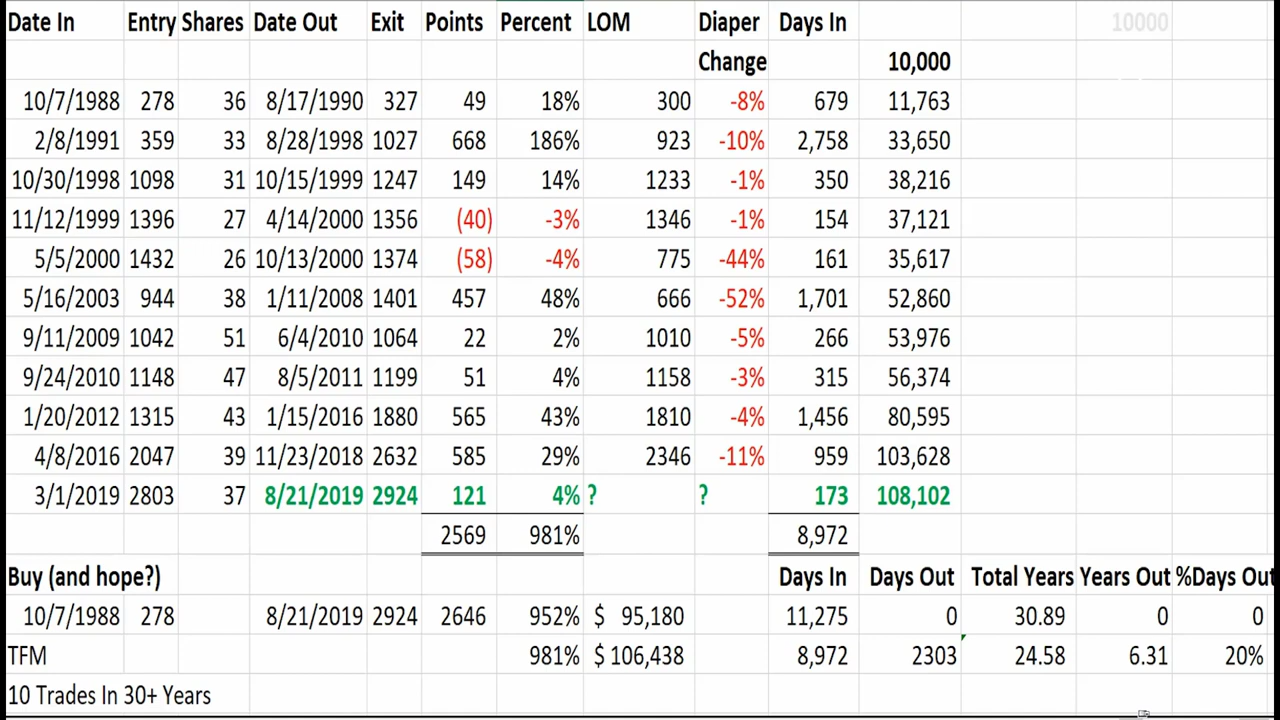 Date In Entry Shares Date Out Exit Points Percent LOM Diaper Days In 10000
Change 10,000
10/7/1988 278 36 8/17/1990 327 49 18% 300 -8% 679 11,763
2/8/1991 359 33 8/28/1998 1027 668 186% 923 -10% 2,758 33,650
10/30/1998 1098 31 10/15/1999 1247 149 14% 1233 -1% 350 38,216
11/12/1999 1396 27 4/14/2000 1356 (40) -3% 1346 -1% 154 37,121
5/5/2000 1432 26 10/13/2000 1374 (58) -4% 775 -44% 161 35,617
5/16/2003 944 38 1/11/2008 1401 457 48% 666 -52% 1,701 52,860
9/11/2009 1042 51 6/4/2010 1064 22 2% 1010 -5% 266 53,976
9/24/2010 1148 47 8/5/2011 1199 51 4% 1158 -3% 315 56,374
1/20/2012 1315 43 1/15/2016 1880 565 43% 1810 -4% 1,456 80,595
4/8/2016 2047 39 11/23/2018 2632 585 29% 2346 -11% 959 103,628
3/1/2019 2803 37 8/21/2019 2924 121 4% ? ? 173 108,102
2569 981% 8,972
Buy (and hope?) Days In Days Out Total Years Years Out %Days Out
10/7/1988 278 8/21/2019 2924 2646 952% $ 95,180 11,275 0 30.89 0 0
TFM 981% $ 106,438 8,972 2303 24.58 6.31 20%
10 Trades In 30+ Years